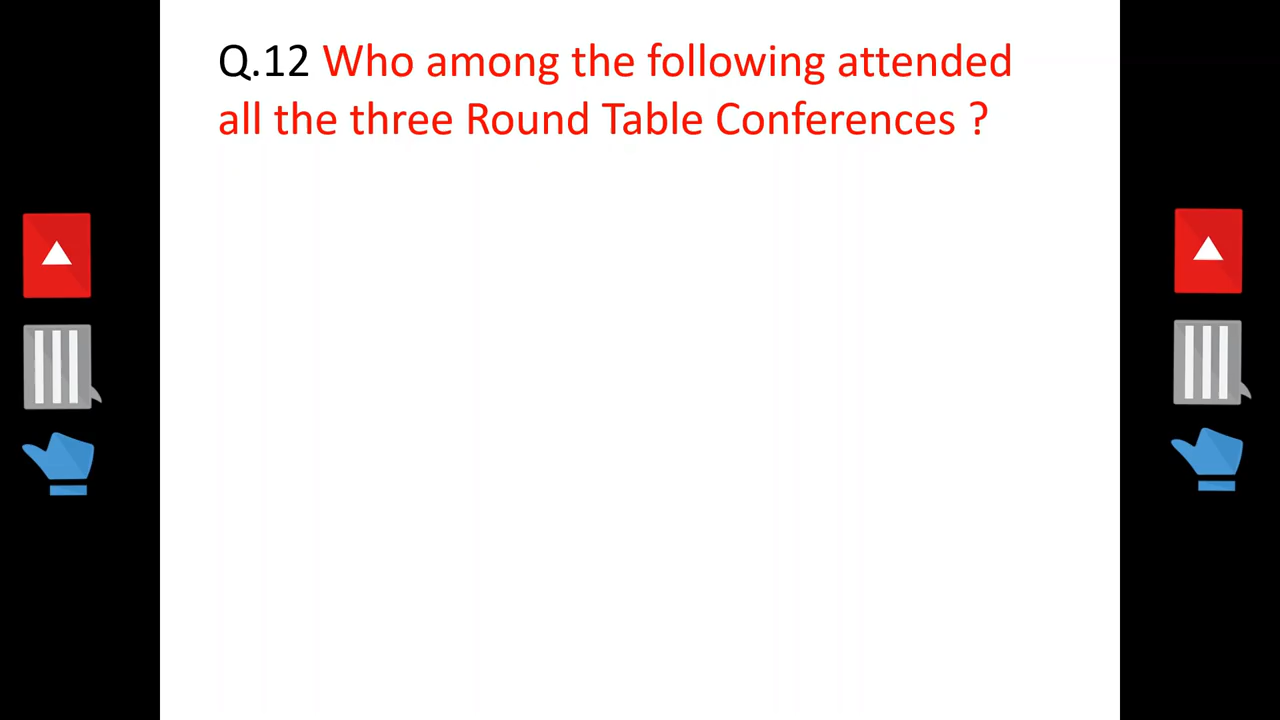 Q.12 Who among the following attended
all the three Round Table Conferences ?